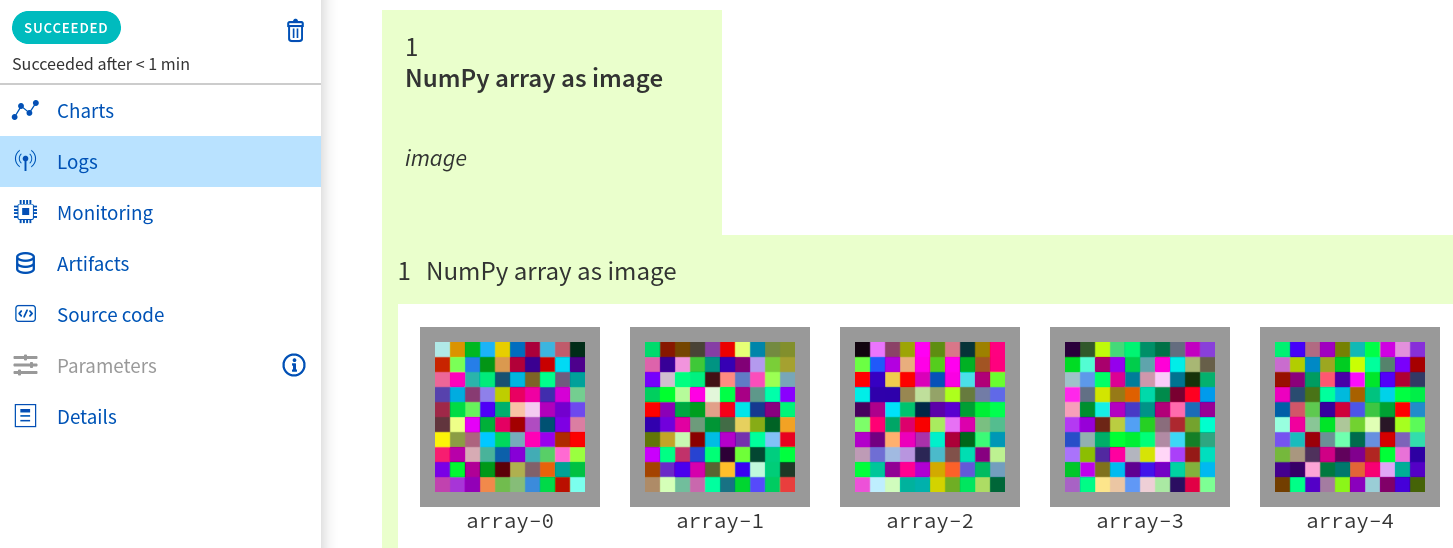 SUCCEEDED
Succeeded after < 1 min
Charts
Logs
Monitoring
Artifacts
Source code
Parameters
Details
1
NumPy array as image
image
1 NumPy array as image
array-0 array-1 array-2 array-3 array-4